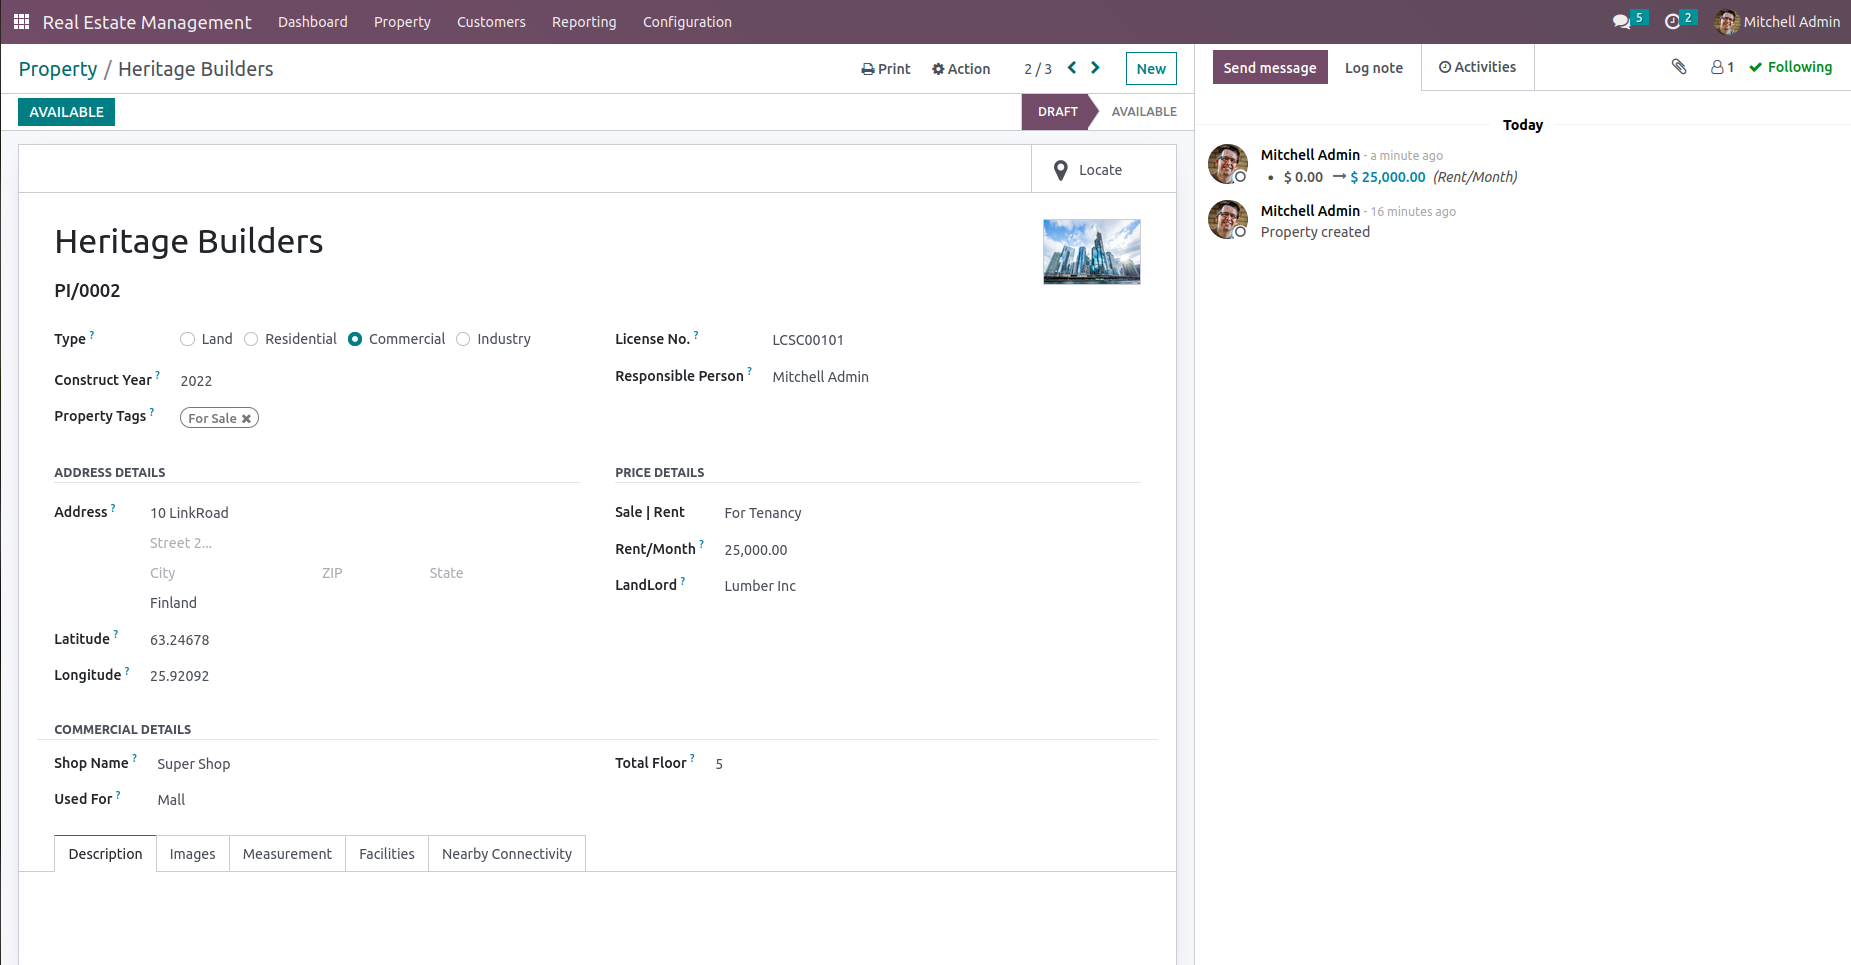 Real Estate Management Dashboard Property Customers Reporting Configuration 5 2 Mitchell Admin
Property / Heritage Builders Print Action 2 / 3 New
AVAILABLE DRAFT AVAILABLE
Locate
Heritage Builders
PI/0002
Type ? Land Residential Commercial Industry
Construct Year ? 2022
Property Tags ? For Sale ✖
License No. ? LCSC00101
Responsible Person ? Mitchell Admin
ADDRESS DETAILS
Address ? 10 LinkRoad
Street 2...
City ZIP State
Finland
Latitude ? 63.24678
Longitude ? 25.92092
PRICE DETAILS
Sale | Rent For Tenancy
Rent/Month ? 25,000.00
LandLord ? Lumber Inc
COMMERCIAL DETAILS
Shop Name ? Super Shop
Used For ? Mall
Total Floor ? 5
Description Images Measurement Facilities Nearby Connectivity
Send message Log note Activities 1 Following
Today
Mitchell Admin - a minute ago
• $ 0.00 → $ 25,000.00 (Rent/Month)
Mitchell Admin - 16 minutes ago
Property created